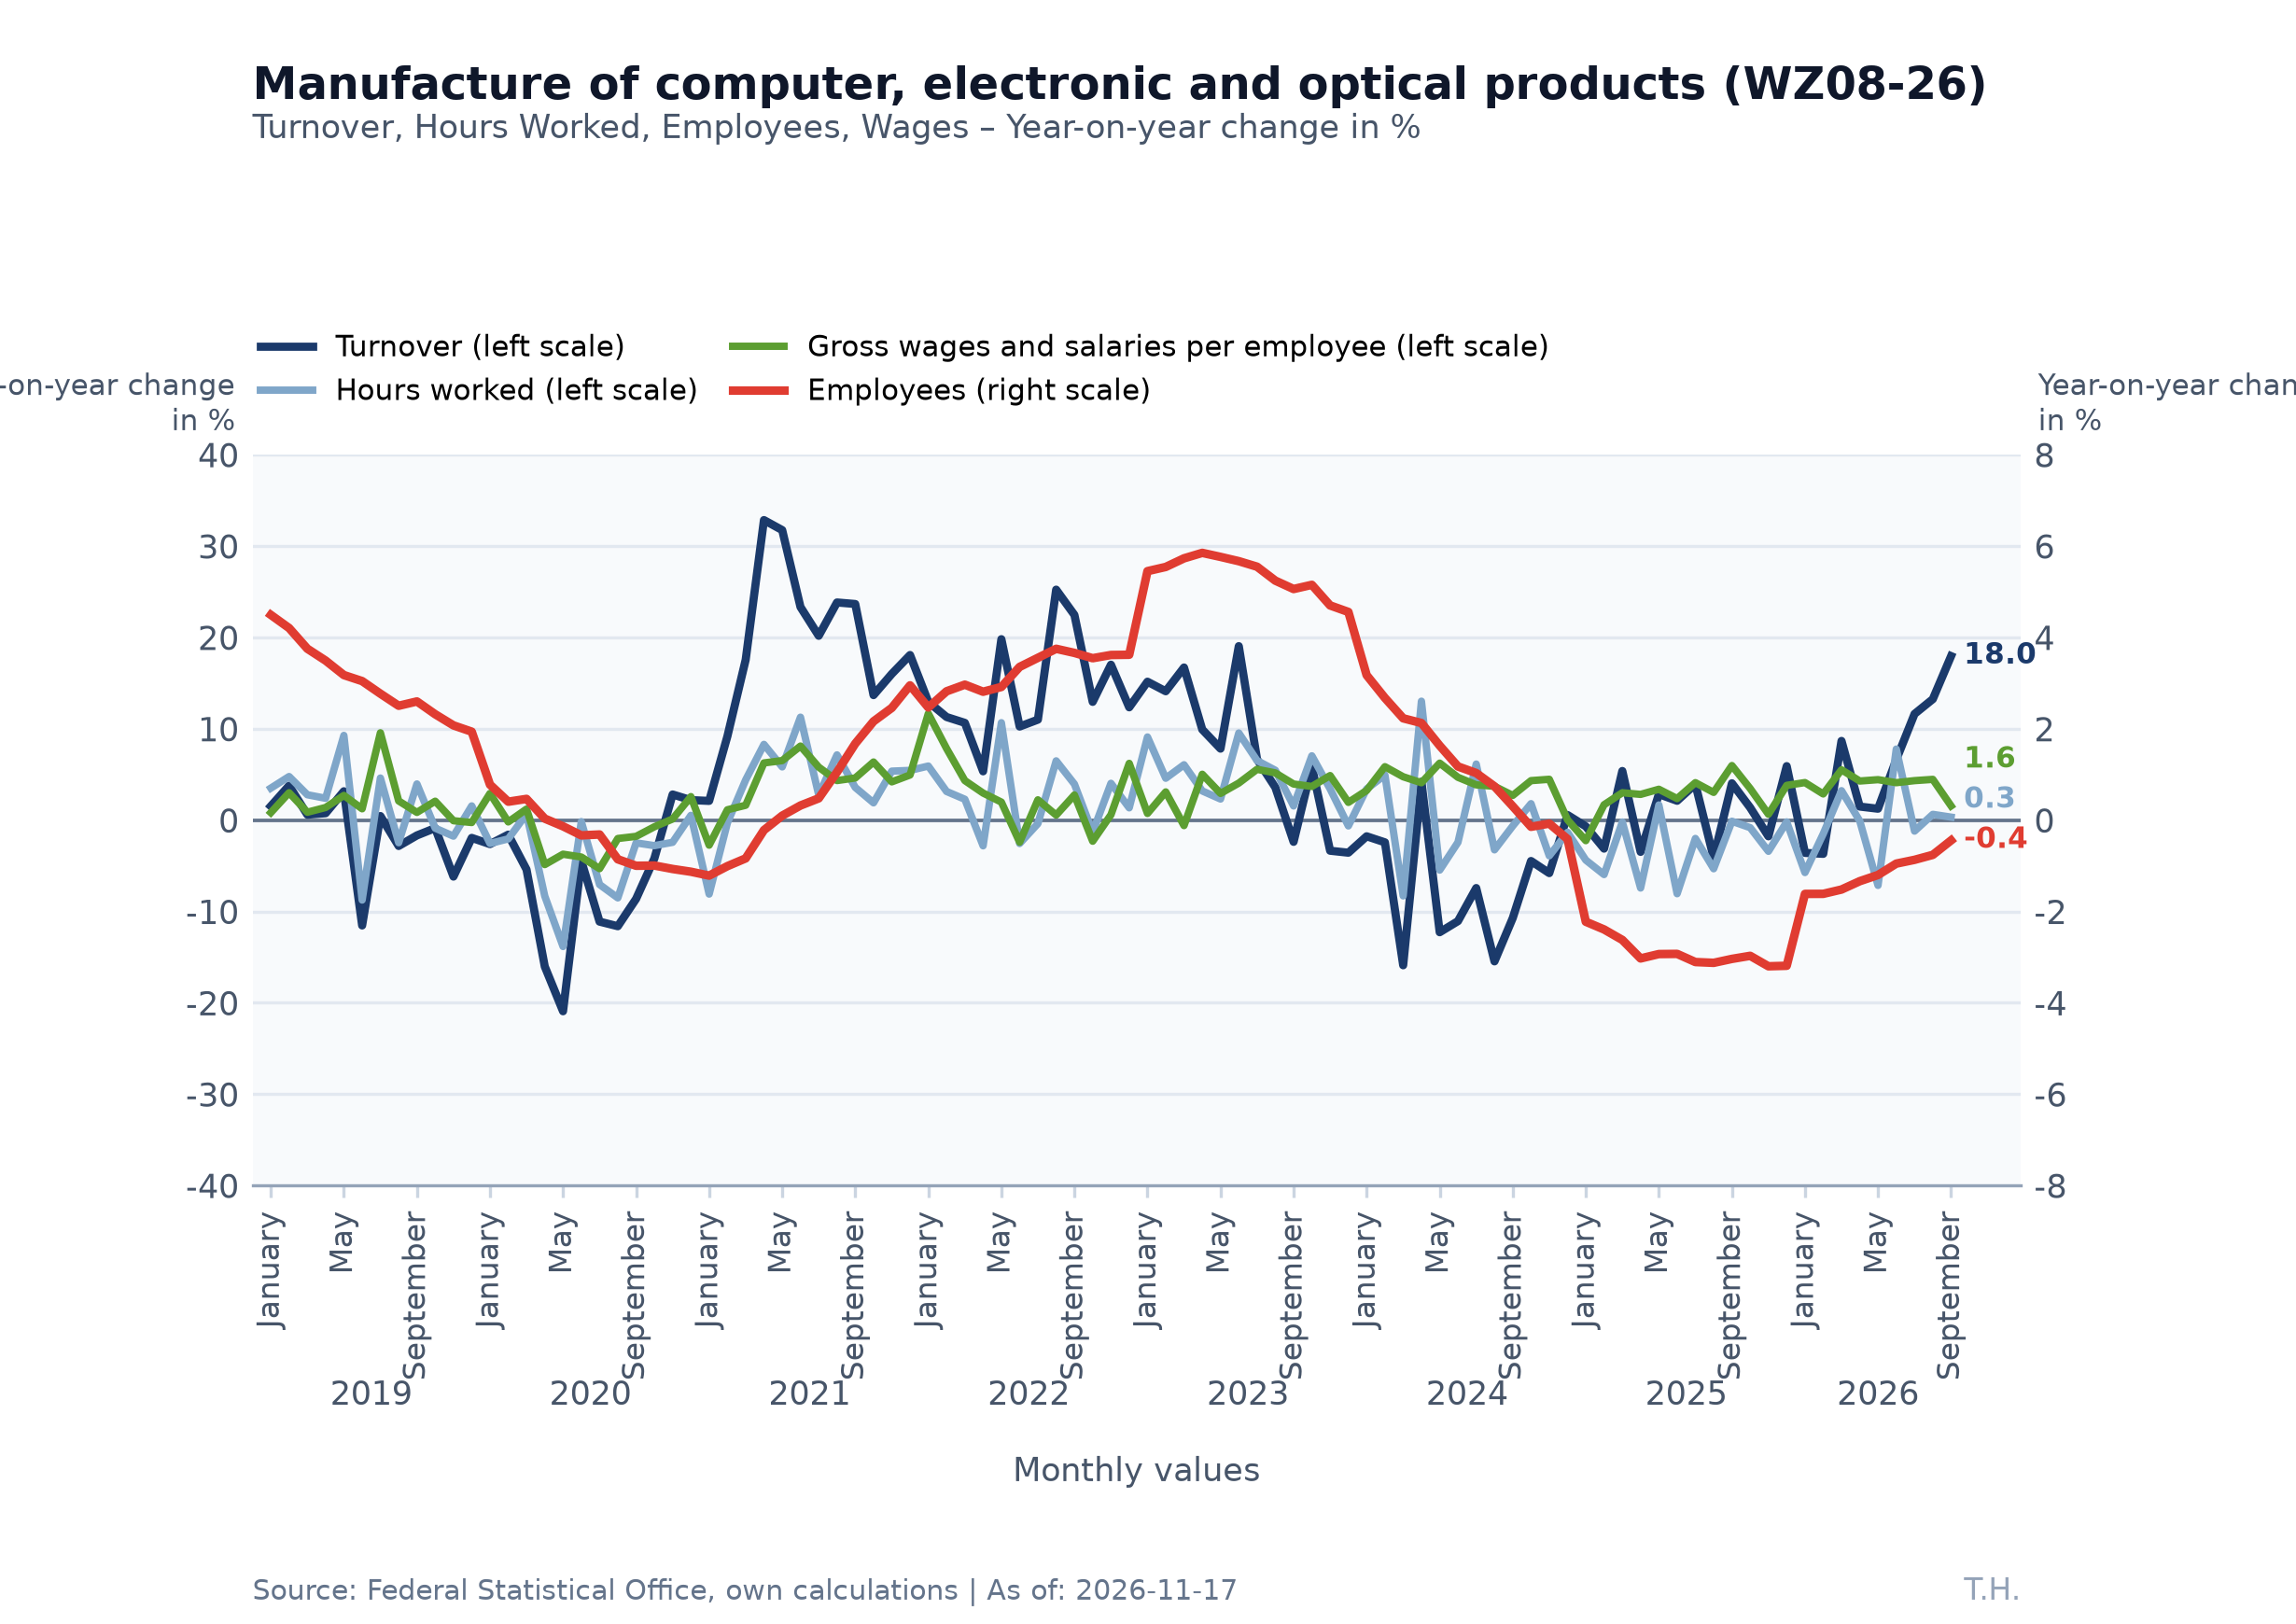 Manufacture of computer, electronic and optical products (WZ08-26)
Turnover, Hours Worked, Employees, Wages – Year-on-year change in %
Turnover (left scale)
Gross wages and salaries per employee (left scale)
Hours worked (left scale)
Employees (right scale)
-on-year change
in %
Year-on-year chan
in %
40
30
20
10
0
-10
-20
-30
-40
8
6
4
2
0
-2
-4
-6
-8
18.0
1.6
0.3
-0.4
January
May
September
January
May
September
January
May
September
January
May
September
January
May
September
January
May
September
January
May
September
January
May
September
2019
2020
2021
2022
2023
2024
2025
2026
Monthly values
Source: Federal Statistical Office, own calculations | As of: 2026-11-17
T.H.